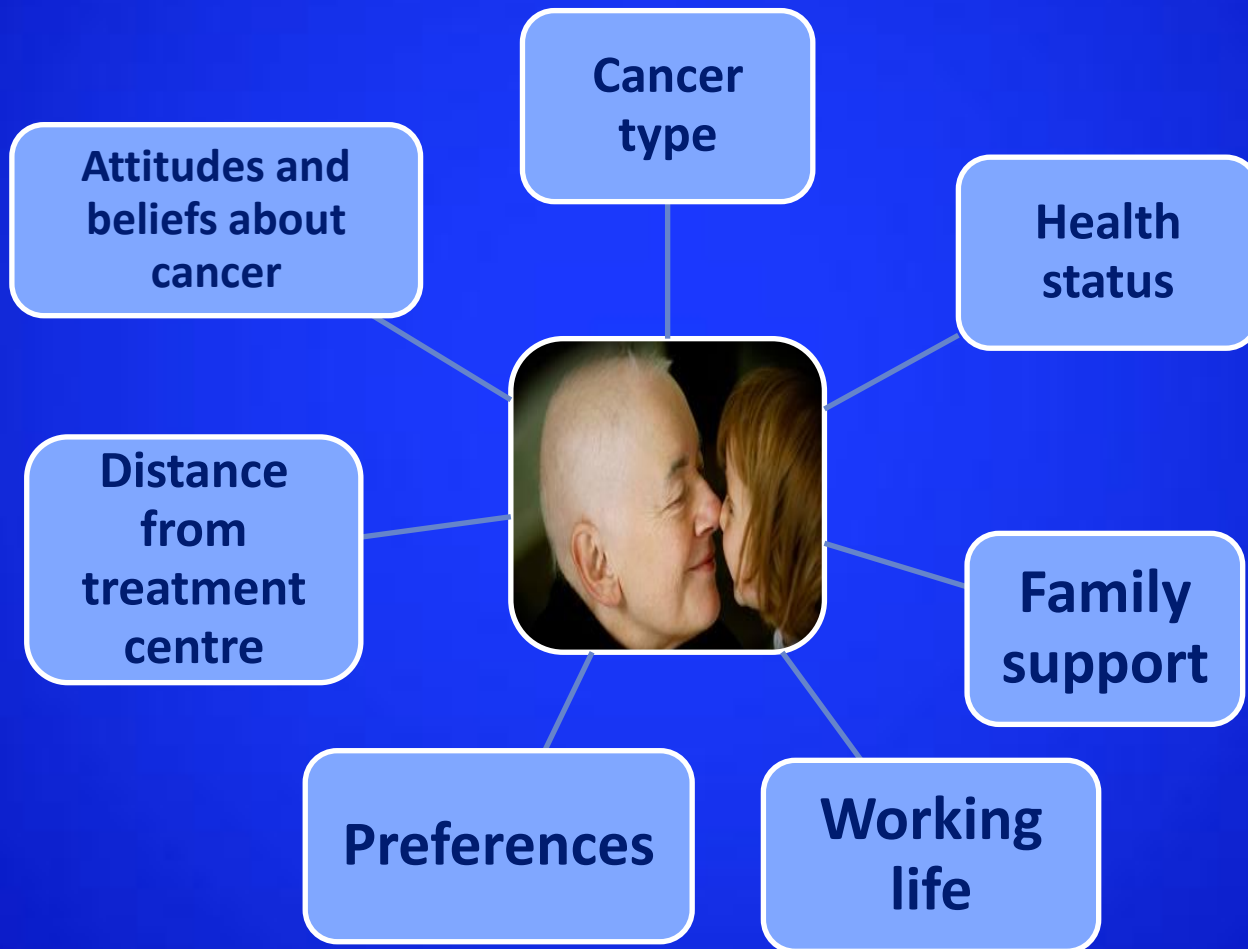 Cancer
type
Attitudes and
beliefs about
cancer
Health
status
Distance
from
treatment
centre
Family
support
Preferences
Working
life